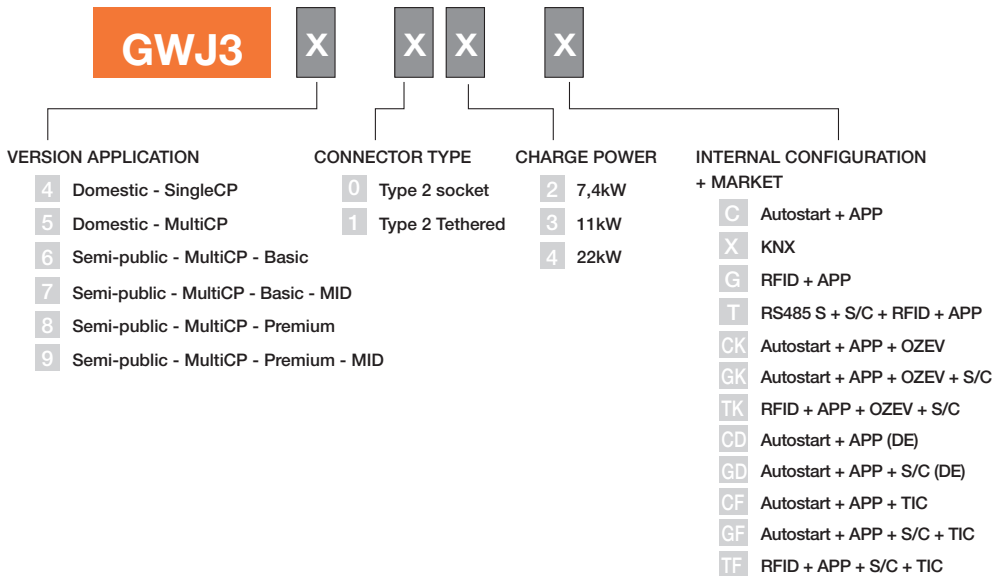 GWJ3 X X X X
VERSION APPLICATION
4 Domestic - SingleCP
5 Domestic - MultiCP
6 Semi-public - MultiCP - Basic
7 Semi-public - MultiCP - Basic - MID
8 Semi-public - MultiCP - Premium
9 Semi-public - MultiCP - Premium - MID
CONNECTOR TYPE
0 Type 2 socket
1 Type 2 Tethered
CHARGE POWER
2 7,4kW
3 11kW
4 22kW
INTERNAL CONFIGURATION
+ MARKET
C Autostart + APP
X KNX
G RFID + APP
T RS485 S + S/C + RFID + APP
CK Autostart + APP + OZEV
GK Autostart + APP + OZEV + S/C
TK RFID + APP + OZEV + S/C
CD Autostart + APP (DE)
GD Autostart + APP + S/C (DE)
CF Autostart + APP + TIC
GF Autostart + APP + S/C + TIC
TF RFID + APP + S/C + TIC